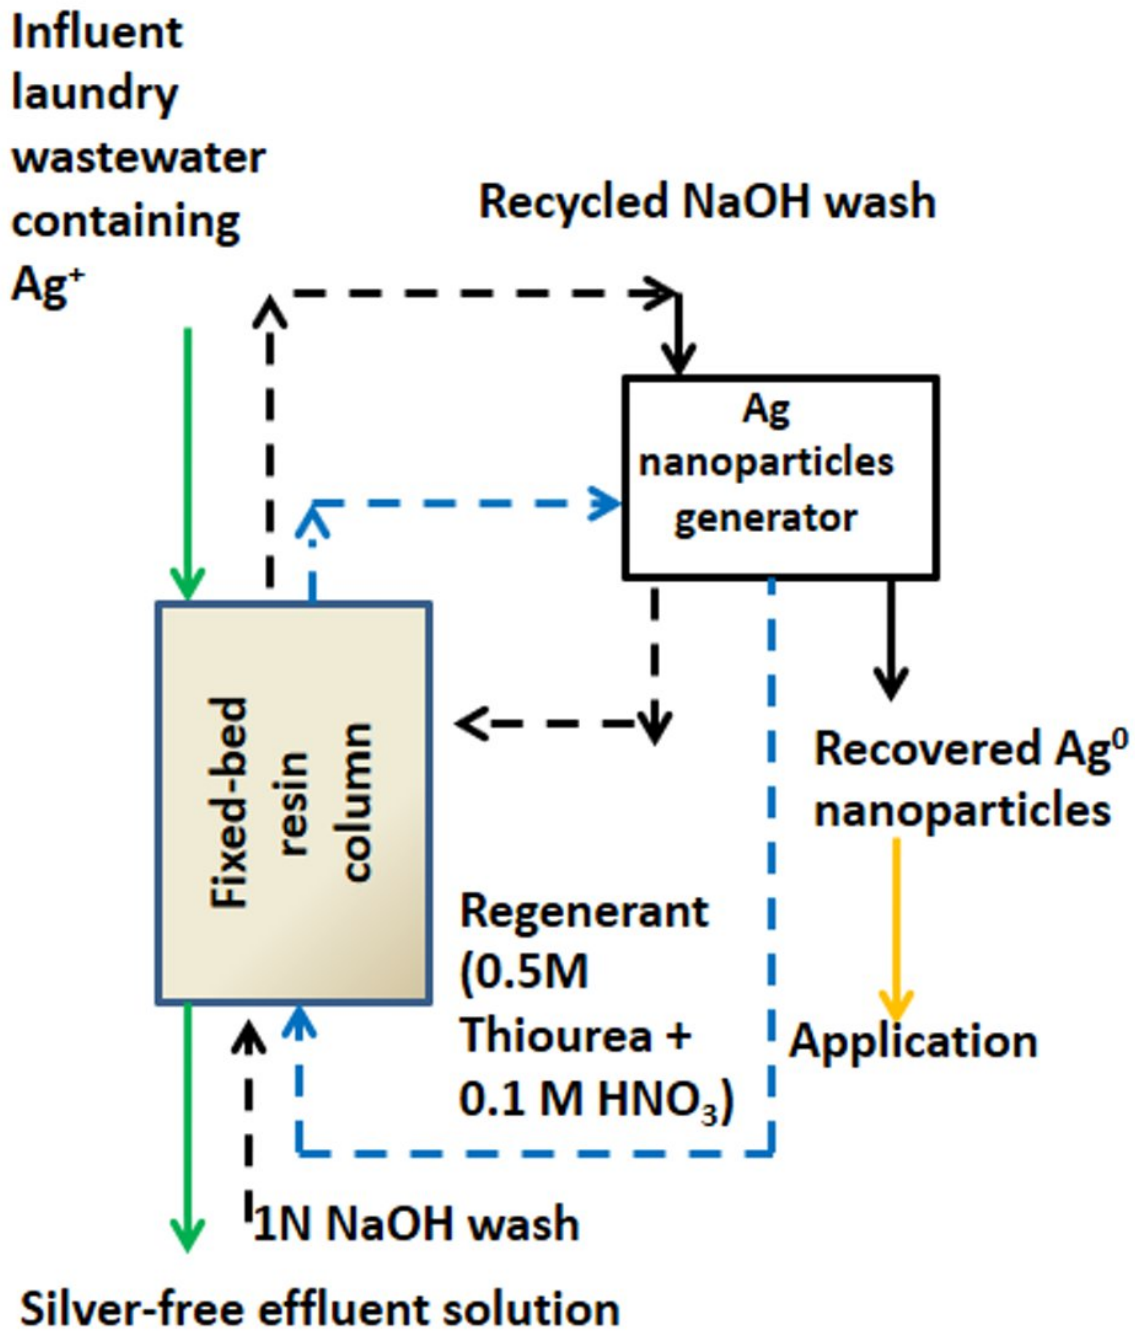 Influent
laundry
wastewater
containing
Ag⁺
Recycled NaOH wash
Ag
nanoparticles
generator
Fixed-bed
resin
column
Recovered Ag⁰
nanoparticles
Regenerant
(0.5M
Thiourea +
0.1 M HNO₃)
Application
1N NaOH wash
Silver-free effluent solution